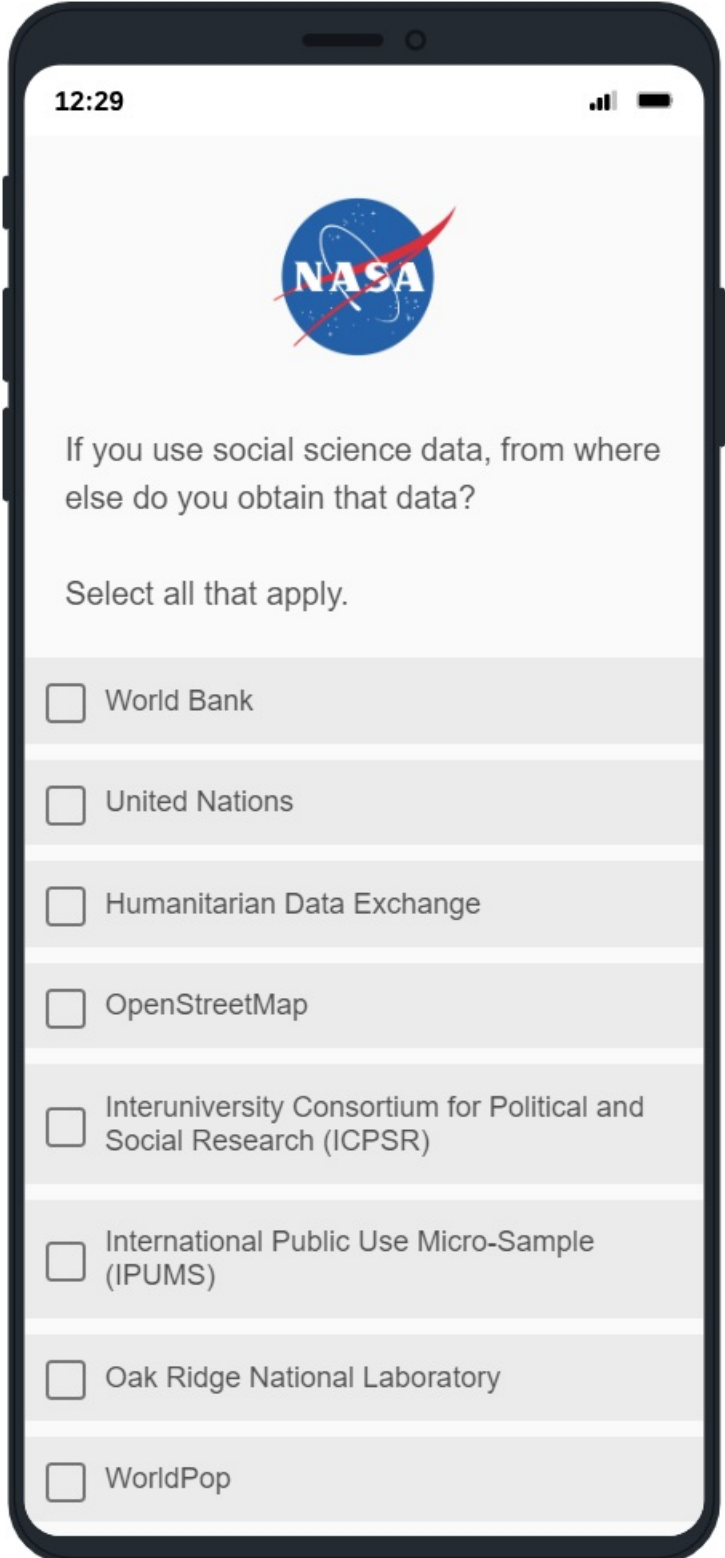 12:29
NASA
If you use social science data, from where
else do you obtain that data?
Select all that apply.
World Bank
United Nations
Humanitarian Data Exchange
OpenStreetMap
Interuniversity Consortium for Political and
Social Research (ICPSR)
International Public Use Micro-Sample
(IPUMS)
Oak Ridge National Laboratory
WorldPop